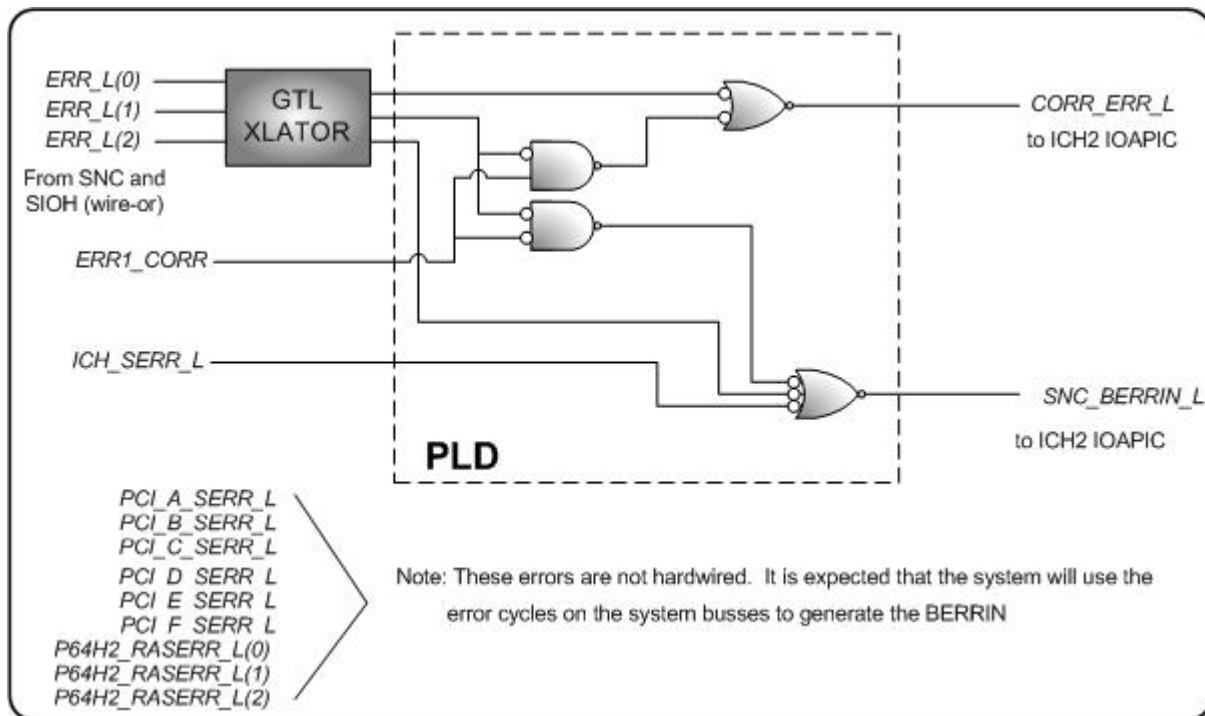 ERR_L(0)
ERR_L(1)
ERR_L(2)
From SNC and
SIOH (wire-or)
GTL
XLATOR
CORR_ERR_L
to ICH2 IOAPIC
ERR1_CORR
ICH_SERR_L
SNC_BERRIN_L
to ICH2 IOAPIC
PLD
PCI_A_SERR_L
PCI_B_SERR_L
PCI_C_SERR_L
PCI_D_SERR_L
PCI_E_SERR_L
PCI_F_SERR_L
P64H2_RASERR_L(0)
P64H2_RASERR_L(1)
P64H2_RASERR_L(2)
Note: These errors are not hardwired. It is expected that the system will use the
error cycles on the system busses to generate the BERRIN